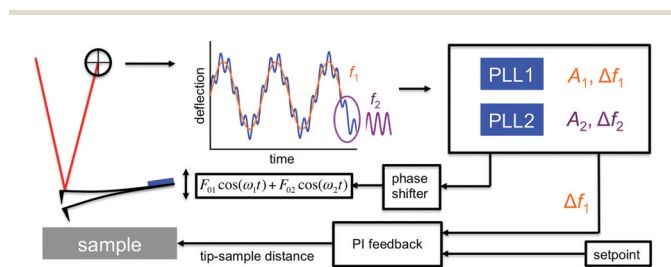 deflection
f₁
f₂
time
PLL1
A₁, Δf₁
PLL2
A₂, Δf₂
F₀₁ cos(ω₁t) + F₀₂ cos(ω₂t)
phase
shifter
Δf₁
sample
tip-sample distance
PI feedback
setpoint